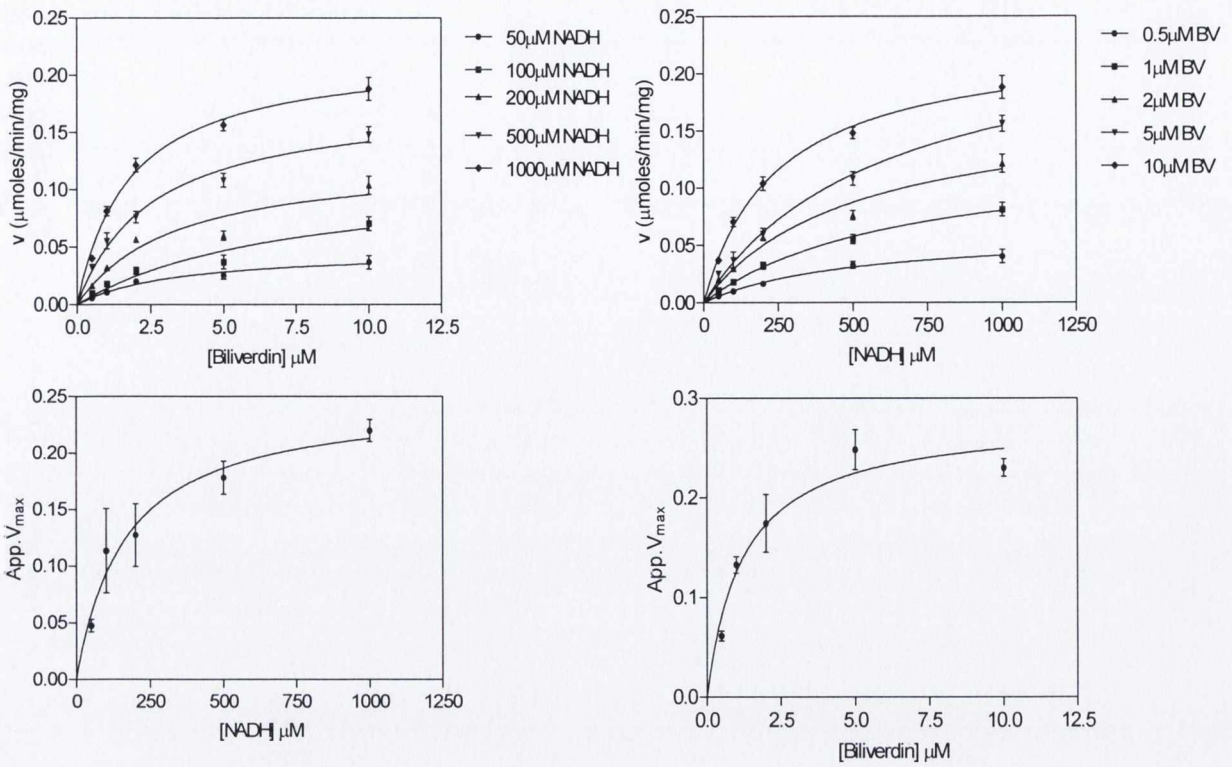 v (μmoles/min/mg)
0.25
0.20
0.15
0.10
0.05
0.00
0.0 2.5 5.0 7.5 10.0 12.5
[Biliverdin] μM
50μM NADH
100μM NADH
200μM NADH
500μM NADH
1000μM NADH
v (μmoles/min/mg)
0.25
0.20
0.15
0.10
0.05
0.00
0 250 500 750 1000 1250
[NADH] μM
0.5μM BV
1μM BV
2μM BV
5μM BV
10μM BV
App. Vmax
0.25
0.20
0.15
0.10
0.05
0.00
0 250 500 750 1000 1250
[NADH] μM
App. Vmax
0.3
0.2
0.1
0.0
0.0 2.5 5.0 7.5 10.0 12.5
[Biliverdin] μM